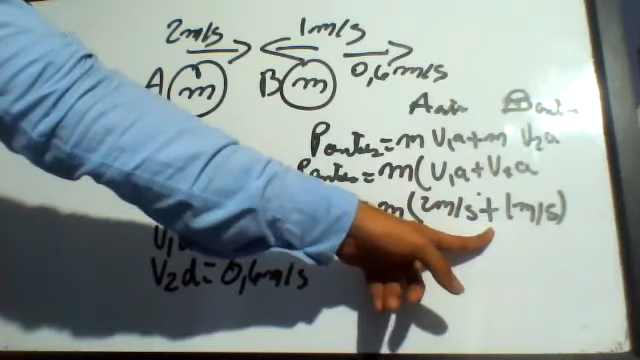 2m/s 1m/s
0,6m/s
A m B m
Pantes = m V1a + m V2a
Pantes = m(V1a + V2a
m(2m/s + 1m/s)
V2d = 0,6m/s